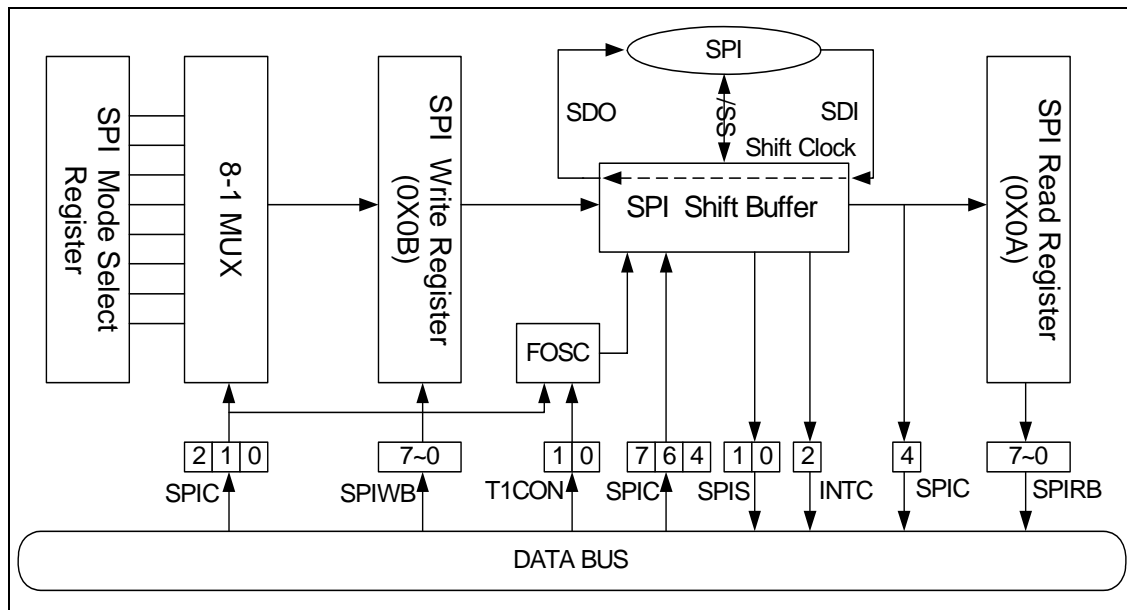 SPI Mode Select
Register
8-1 MUX
SPI Write Register
(0X0B)
SPI
SDO
/SS
SDI
Shift Clock
SPI Shift Buffer
SPI Read Register
(0X0A)
FOSC
2 1 0
7~0
1 0
7 6 4
1 0
2
4
7~0
SPIC
SPIWB
T1CON
SPIC
SPIS
INTC
SPIC
SPIRB
DATA BUS